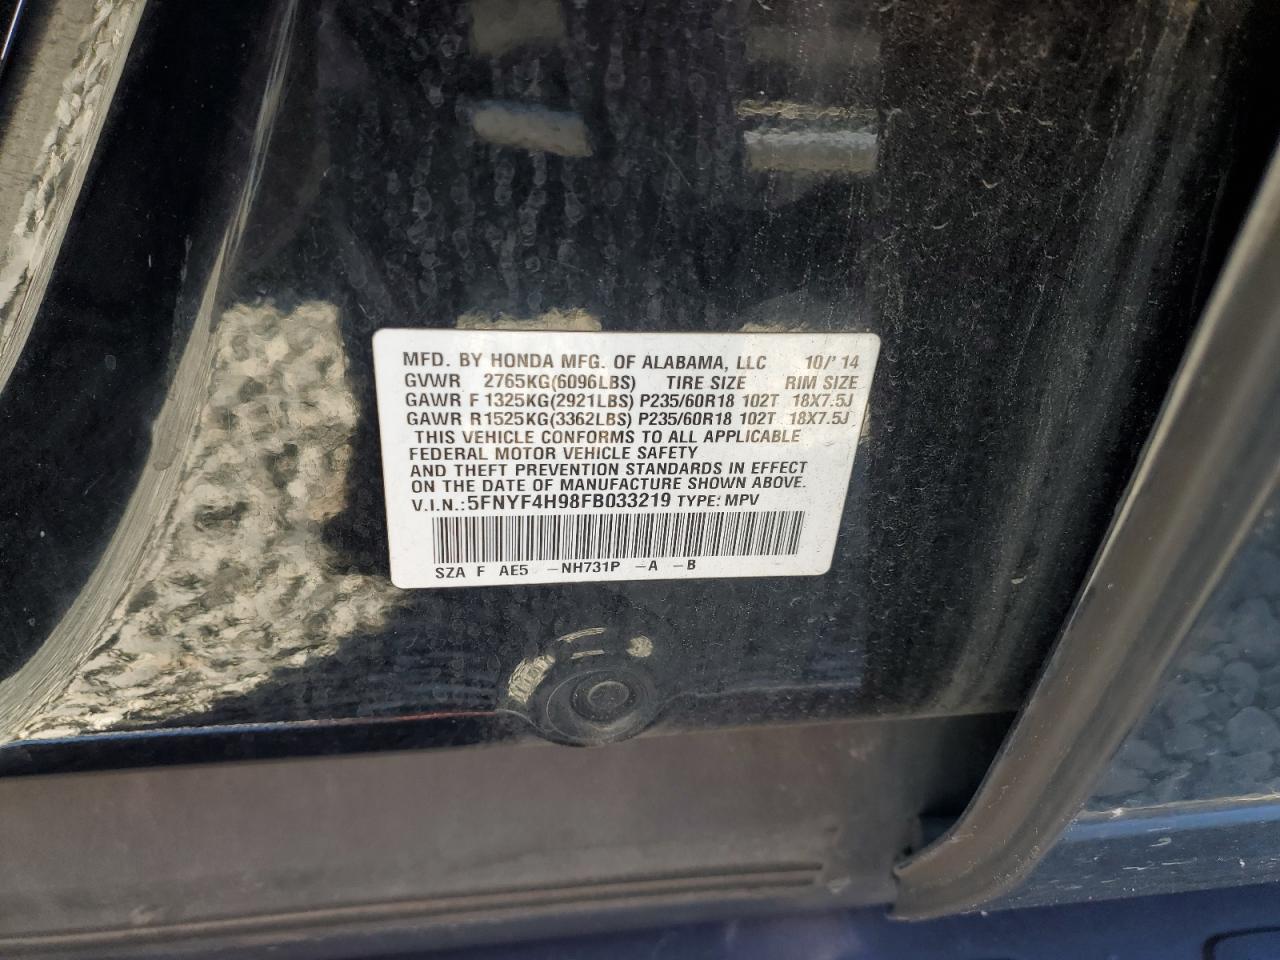 MFD. BY HONDA MFG. OF ALABAMA, LLC 10/'14
GVWR 2765KG(6096LBS) TIRE SIZE RIM SIZE
GAWR F 1325KG(2921LBS) P235/60R18 102T 18X7.5J
GAWR R1525KG(3362LBS) P235/60R18 102T 18X7.5J
THIS VEHICLE CONFORMS TO ALL APPLICABLE
FEDERAL MOTOR VEHICLE SAFETY
AND THEFT PREVENTION STANDARDS IN EFFECT
ON THE DATE OF MANUFACTURE SHOWN ABOVE.
V.I.N.: 5FNYF4H98FB033219 TYPE: MPV
SZA F AE5 -NH731P -A -B